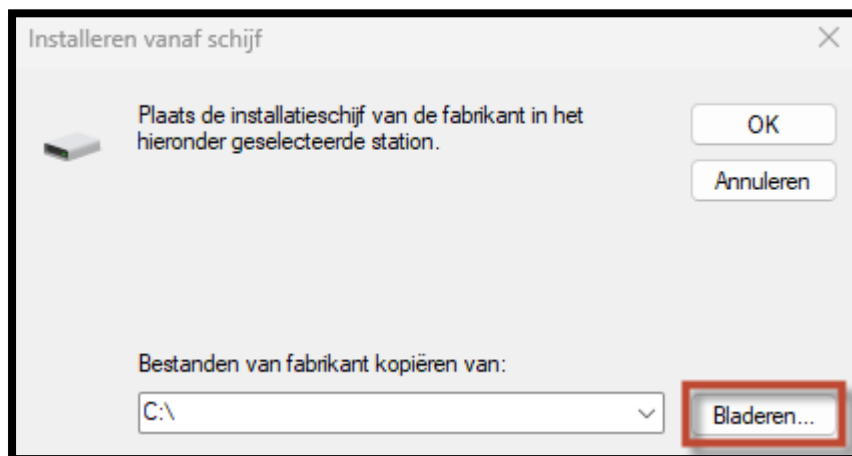 Installeren vanaf schijf
Plaats de installatieschijf van de fabrikant in het
hieronder geselecteerde station.
OK
Annuleren
Bestanden van fabrikant kopiëren van:
C:\
Bladeren...